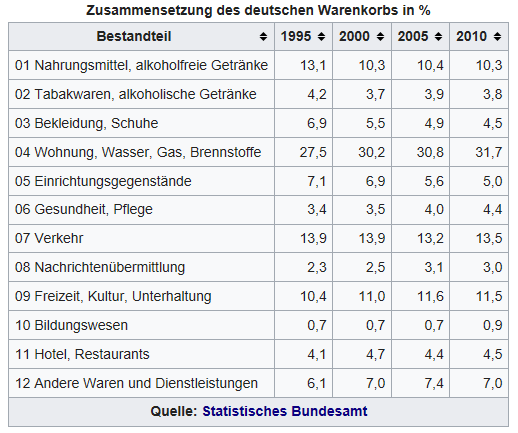 Zusammensetzung des deutschen Warenkorbs in %
Bestandteil 1995 2000 2005 2010
01 Nahrungsmittel, alkoholfreie Getränke 13,1 10,3 10,4 10,3
02 Tabakwaren, alkoholische Getränke 4,2 3,7 3,9 3,8
03 Bekleidung, Schuhe 6,9 5,5 4,9 4,5
04 Wohnung, Wasser, Gas, Brennstoffe 27,5 30,2 30,8 31,7
05 Einrichtungsgegenstände 7,1 6,9 5,6 5,0
06 Gesundheit, Pflege 3,4 3,5 4,0 4,4
07 Verkehr 13,9 13,9 13,2 13,5
08 Nachrichtenübermittlung 2,3 2,5 3,1 3,0
09 Freizeit, Kultur, Unterhaltung 10,4 11,0 11,6 11,5
10 Bildungswesen 0,7 0,7 0,7 0,9
11 Hotel, Restaurants 4,1 4,7 4,4 4,5
12 Andere Waren und Dienstleistungen 6,1 7,0 7,4 7,0
Quelle: Statistisches Bundesamt